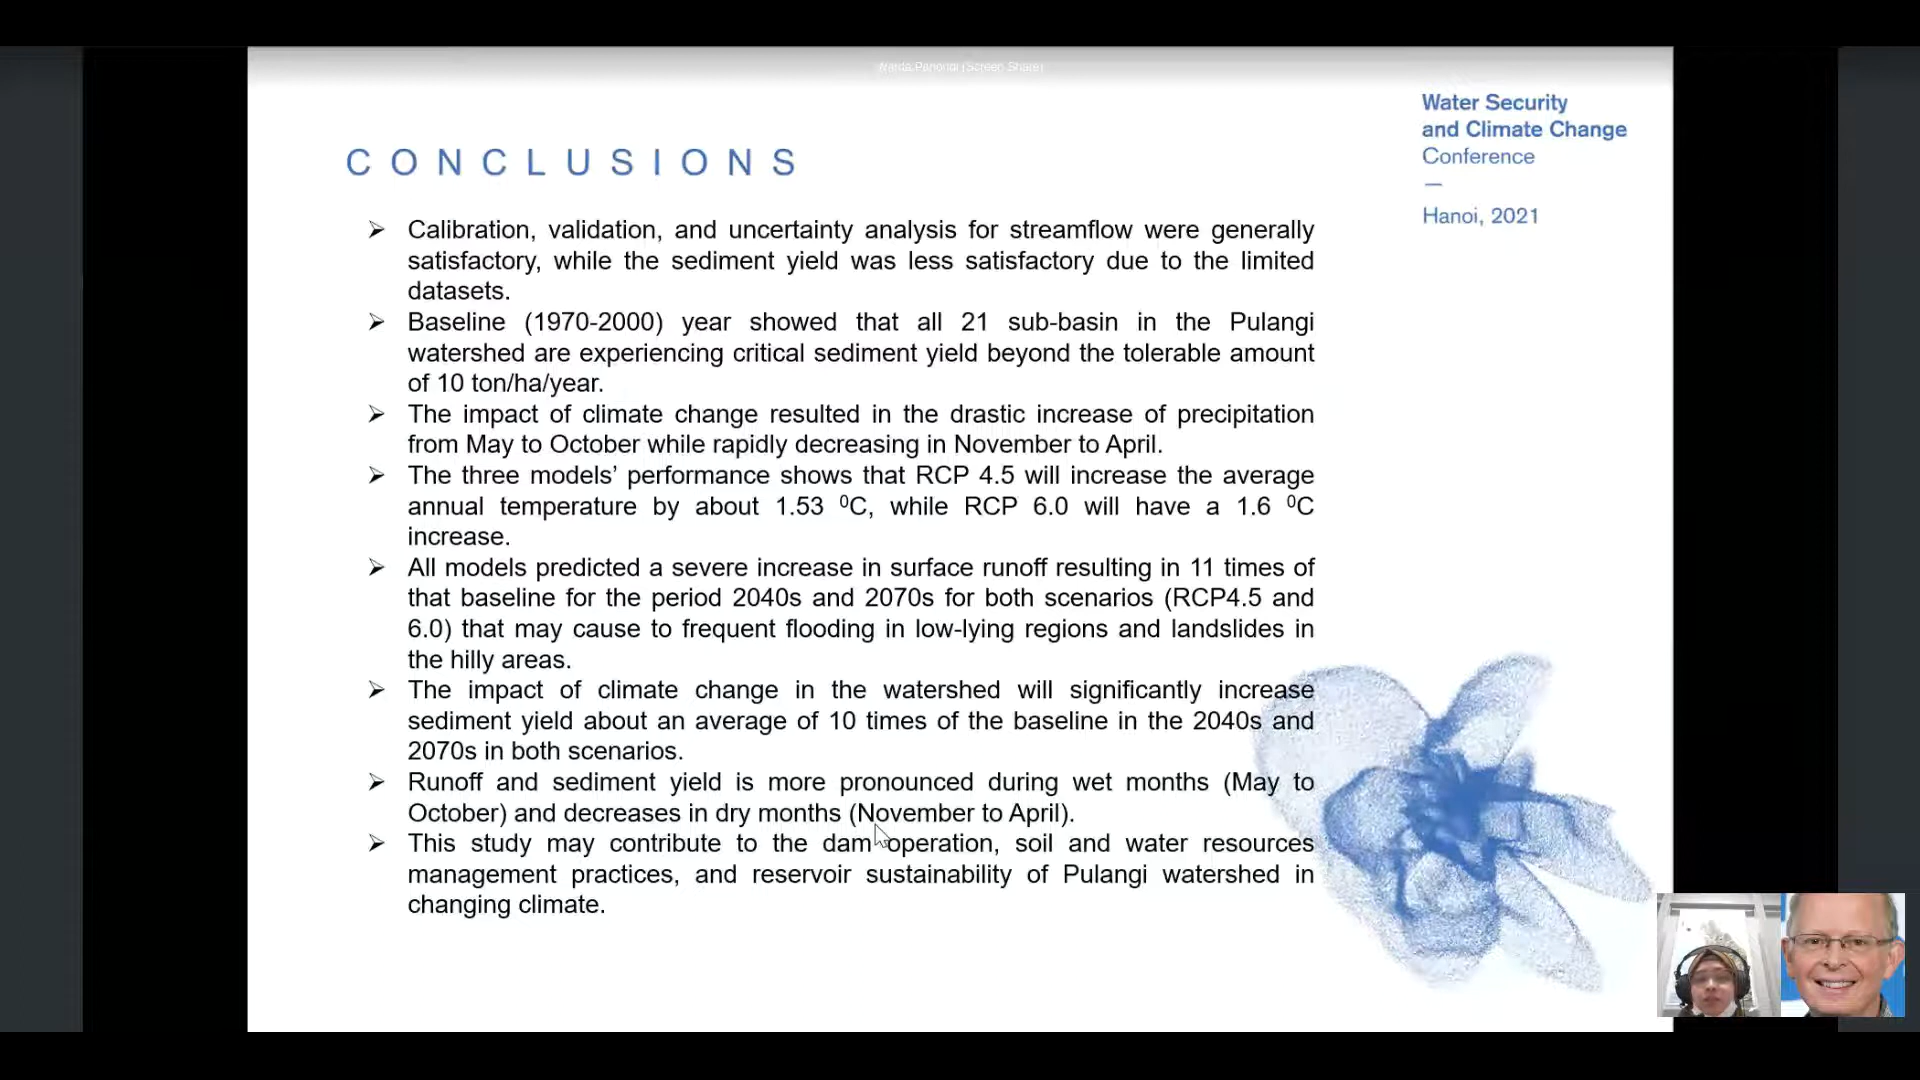 Warda Panondi (Screen Share)
Water Security
and Climate Change
Conference
—
Hanoi, 2021
CONCLUSIONS
➢ Calibration, validation, and uncertainty analysis for streamflow were generally
satisfactory, while the sediment yield was less satisfactory due to the limited
datasets.
➢ Baseline (1970-2000) year showed that all 21 sub-basin in the Pulangi
watershed are experiencing critical sediment yield beyond the tolerable amount
of 10 ton/ha/year.
➢ The impact of climate change resulted in the drastic increase of precipitation
from May to October while rapidly decreasing in November to April.
➢ The three models’ performance shows that RCP 4.5 will increase the average
annual temperature by about 1.53 ⁰C, while RCP 6.0 will have a 1.6 ⁰C
increase.
➢ All models predicted a severe increase in surface runoff resulting in 11 times of
that baseline for the period 2040s and 2070s for both scenarios (RCP4.5 and
6.0) that may cause to frequent flooding in low-lying regions and landslides in
the hilly areas.
➢ The impact of climate change in the watershed will significantly increase
sediment yield about an average of 10 times of the baseline in the 2040s and
2070s in both scenarios.
➢ Runoff and sediment yield is more pronounced during wet months (May to
October) and decreases in dry months (November to April).
➢ This study may contribute to the dam operation, soil and water resources
management practices, and reservoir sustainability of Pulangi watershed in
changing climate.